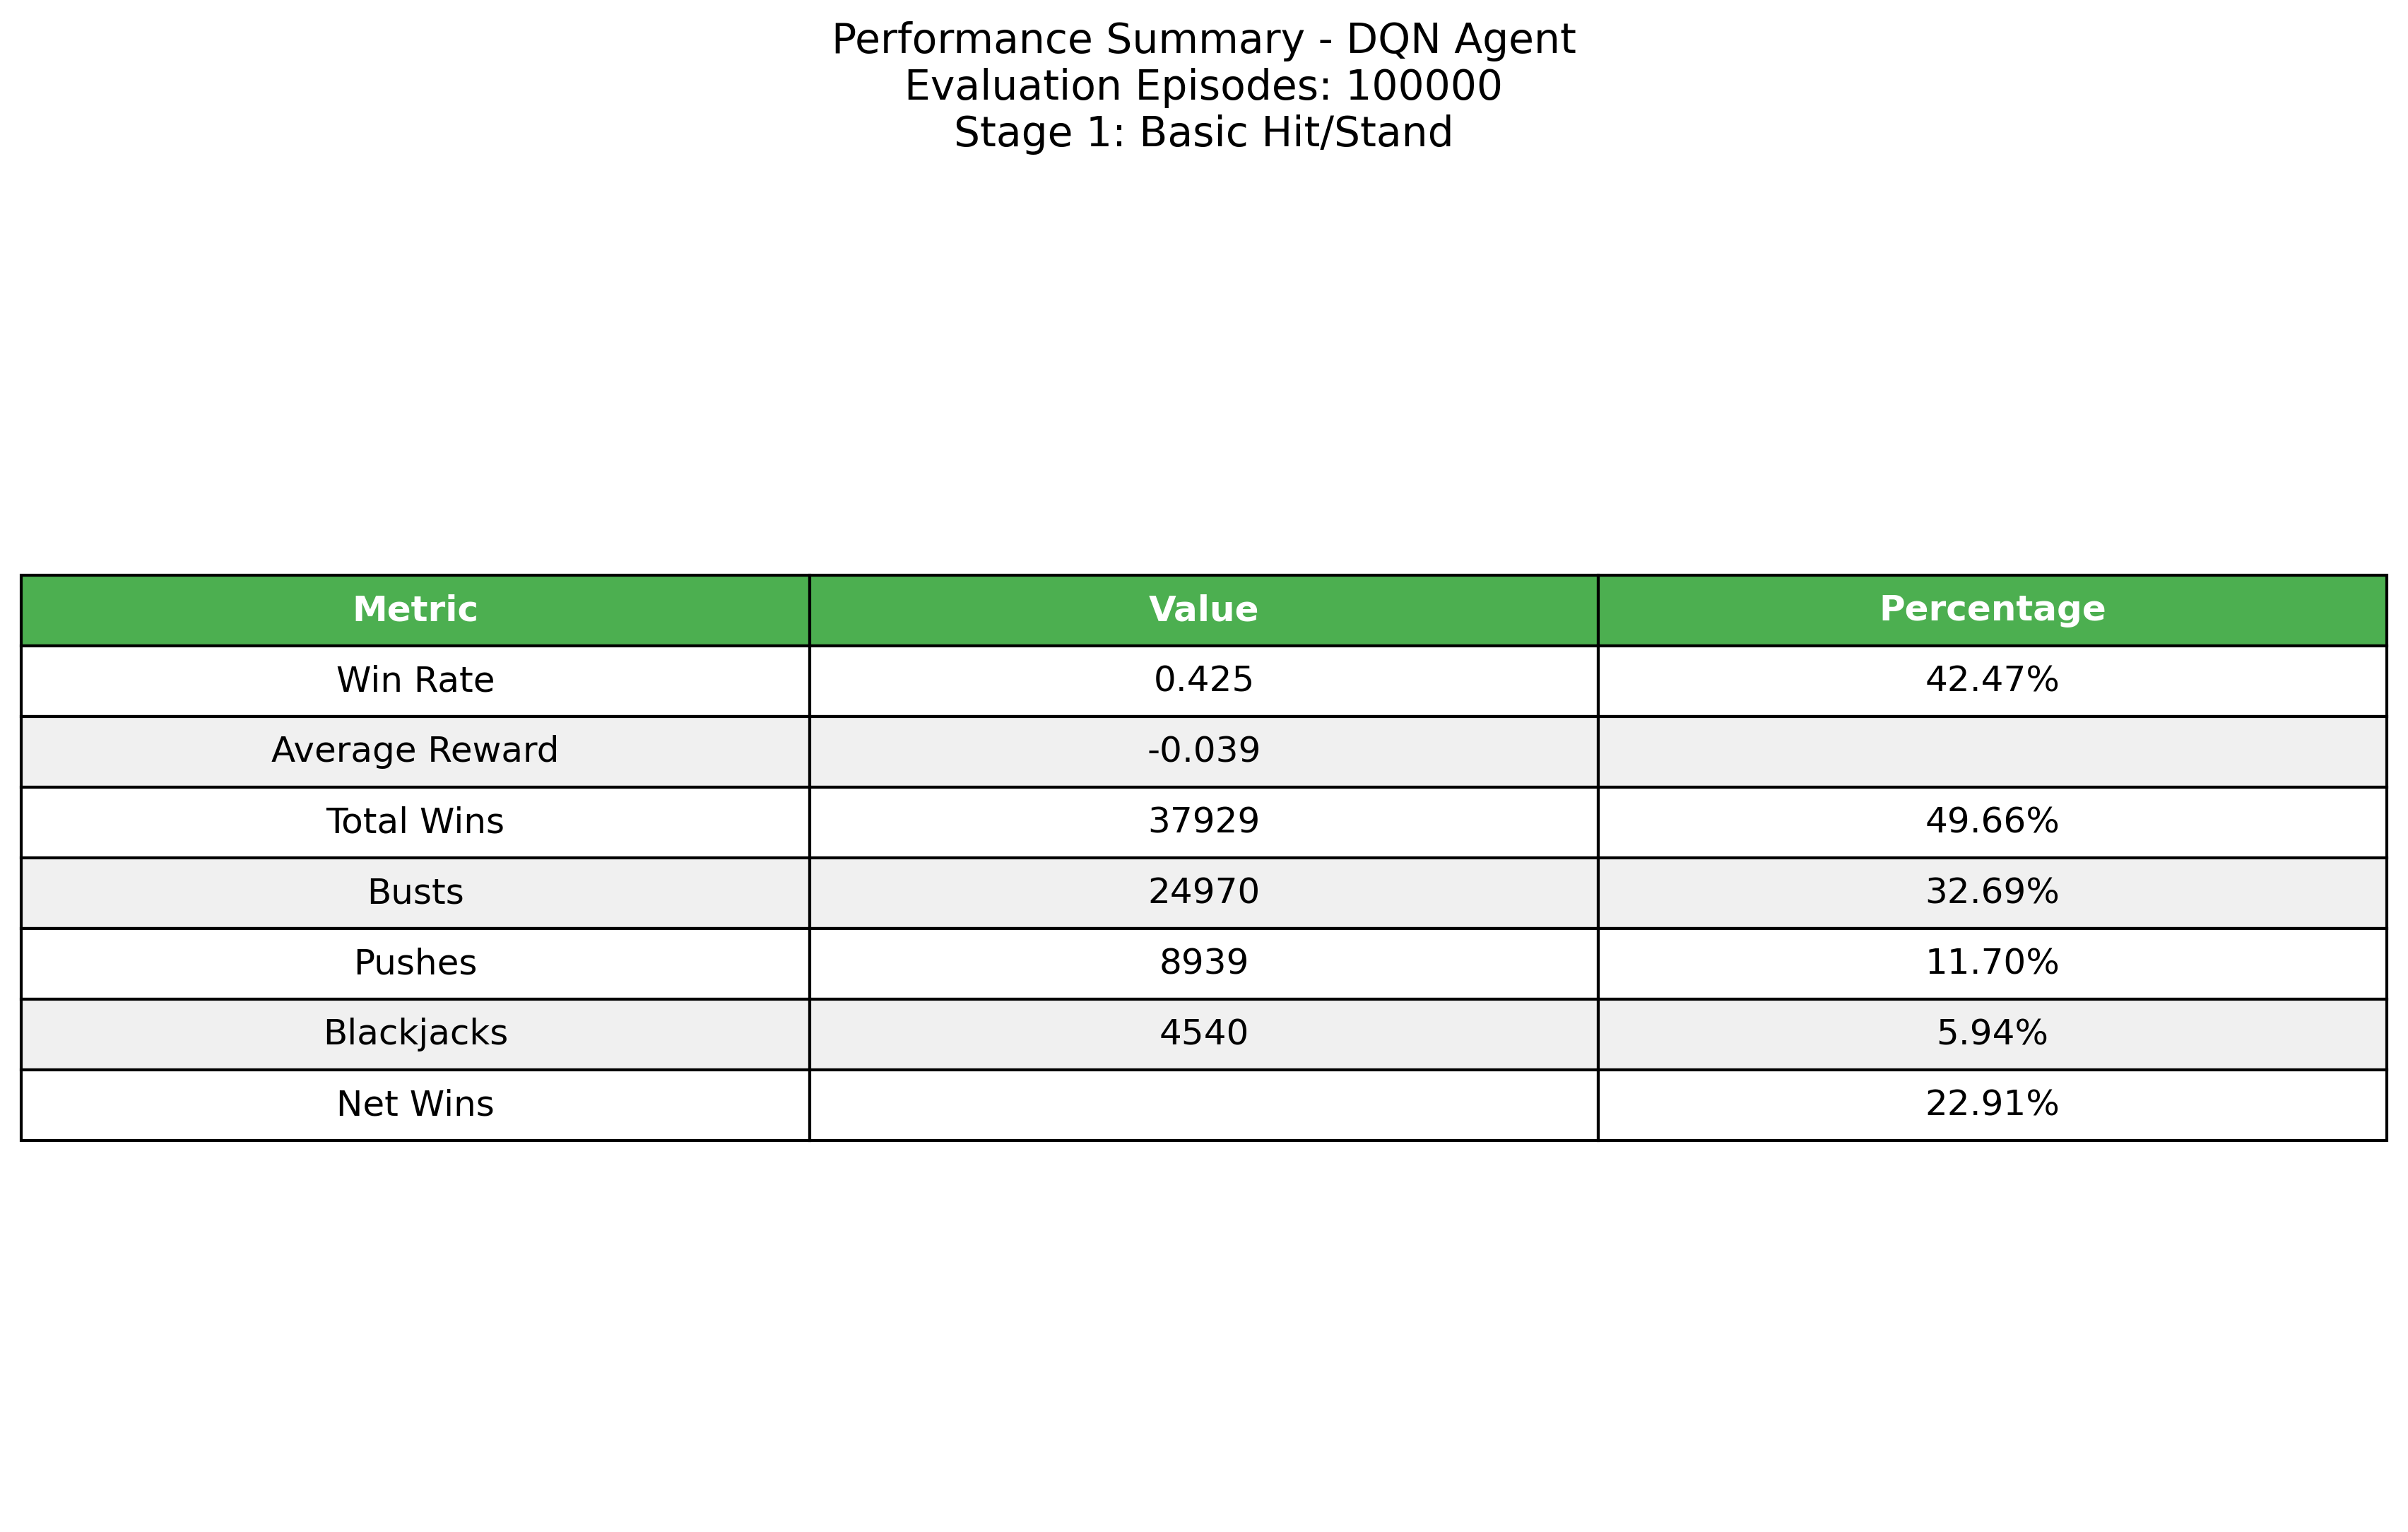 Performance Summary - DQN Agent
Evaluation Episodes: 100000
Stage 1: Basic Hit/Stand
Metric Value Percentage
Win Rate 0.425 42.47%
Average Reward -0.039
Total Wins 37929 49.66%
Busts 24970 32.69%
Pushes 8939 11.70%
Blackjacks 4540 5.94%
Net Wins 22.91%